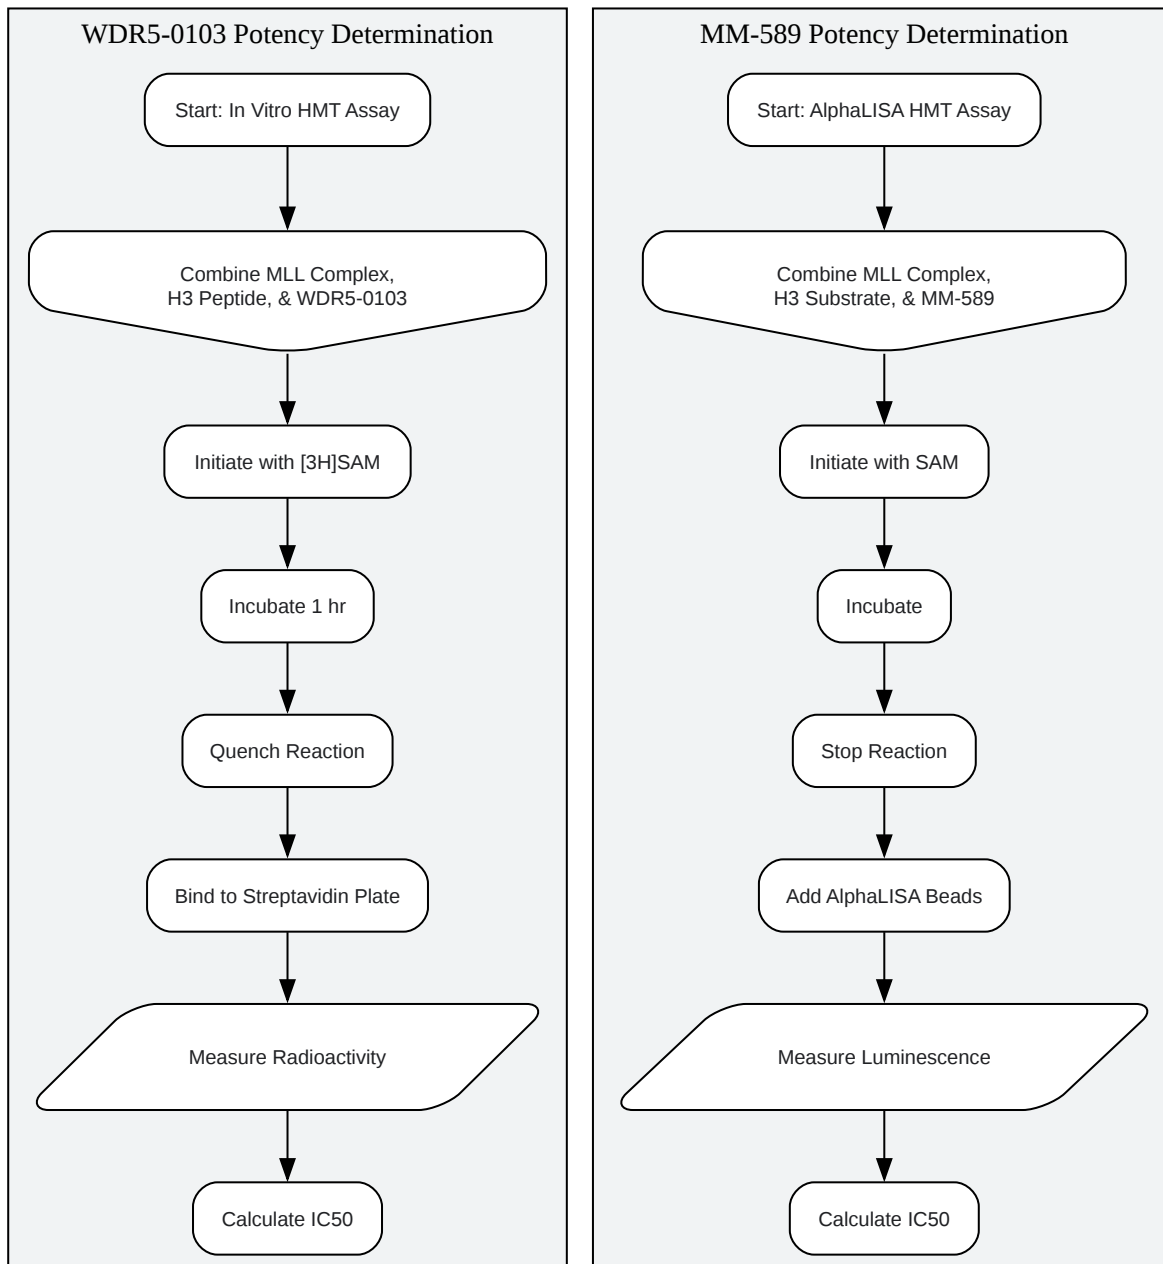 WDR5-0103 Potency Determination
Start: In Vitro HMT Assay
Combine MLL Complex,
H3 Peptide, & WDR5-0103
Initiate with [3H]SAM
Incubate 1 hr
Quench Reaction
Bind to Streptavidin Plate
Measure Radioactivity
Calculate IC50
MM-589 Potency Determination
Start: AlphaLISA HMT Assay
Combine MLL Complex,
H3 Substrate, & MM-589
Initiate with SAM
Incubate
Stop Reaction
Add AlphaLISA Beads
Measure Luminescence
Calculate IC50